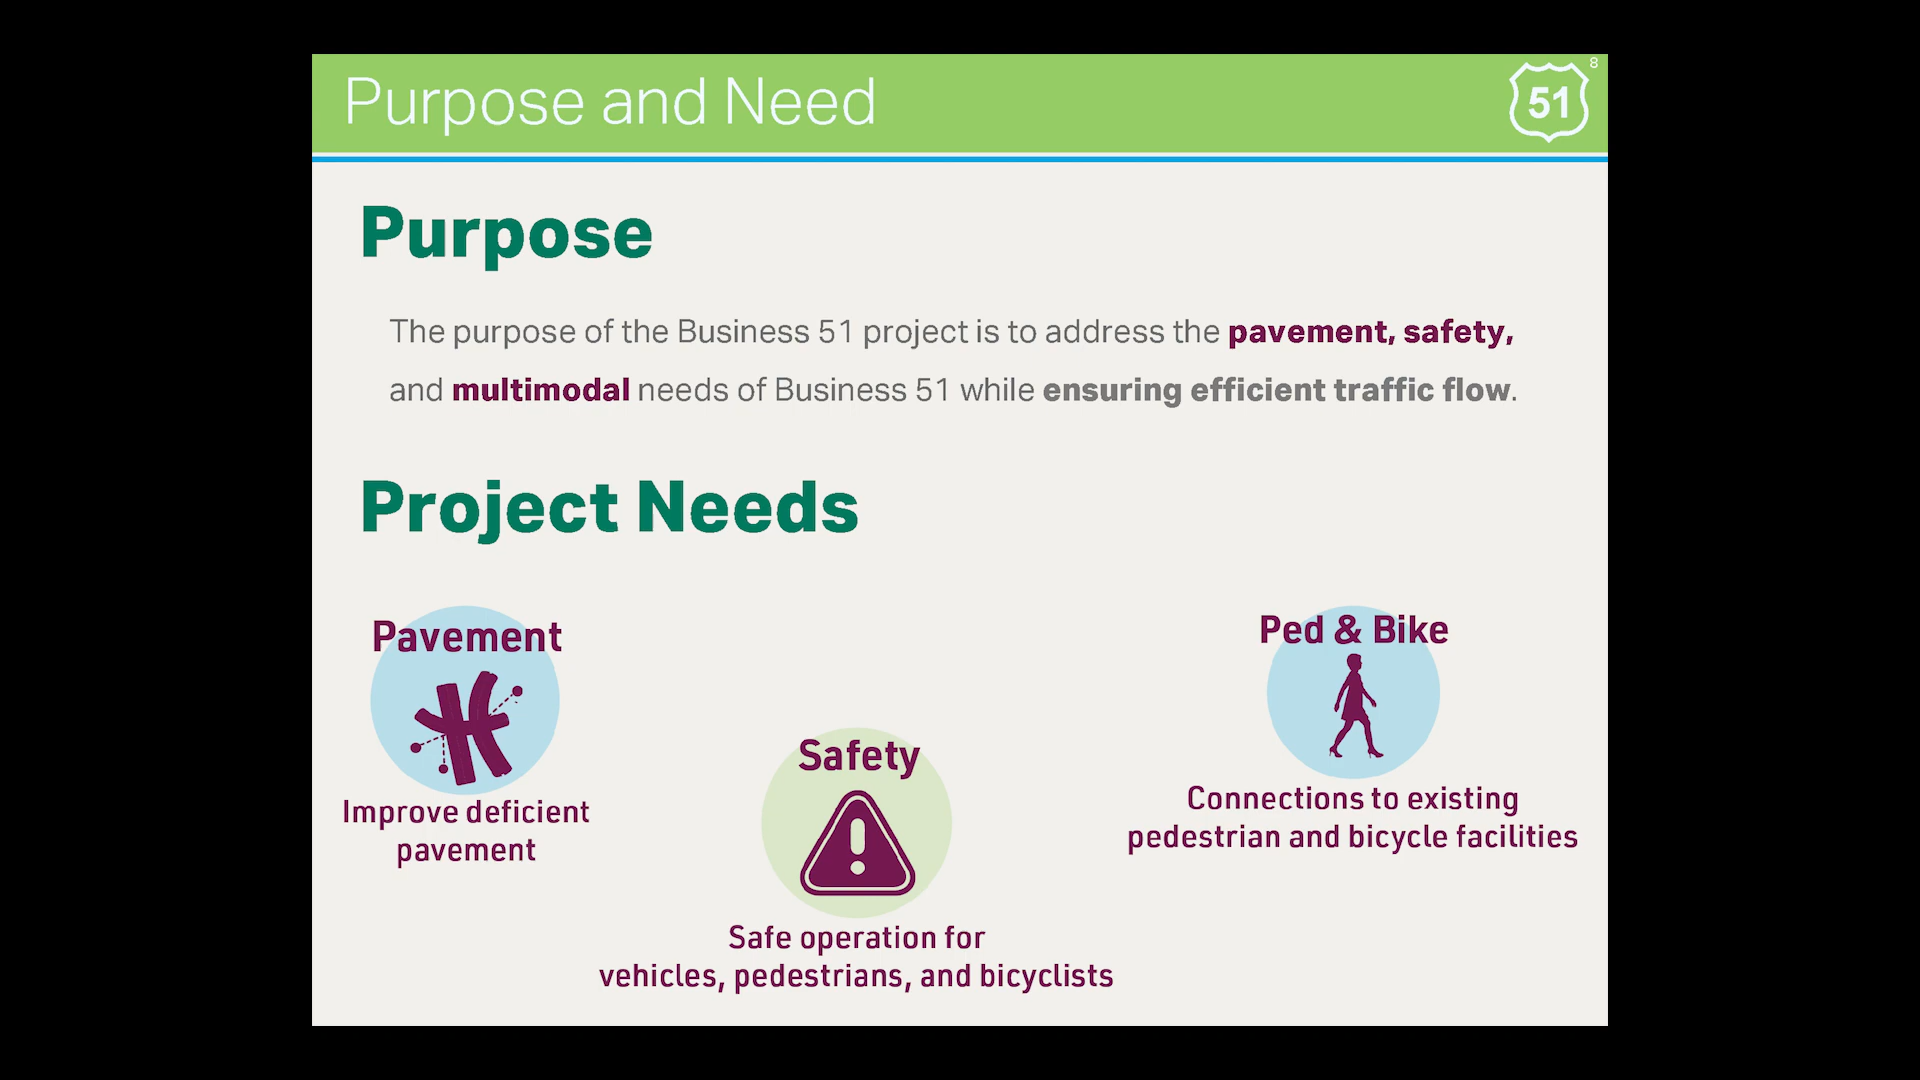 Purpose and Need
51
8
Purpose
The purpose of the Business 51 project is to address the pavement, safety,
and multimodal needs of Business 51 while ensuring efficient traffic flow.
Project Needs
Pavement
Improve deficient
pavement
Safety
Safe operation for
vehicles, pedestrians, and bicyclists
Ped & Bike
Connections to existing
pedestrian and bicycle facilities